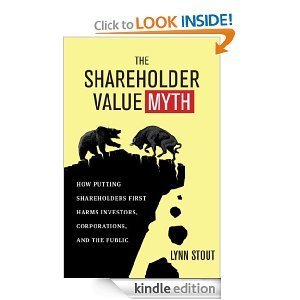 Click to
LOOK INSIDE!
THE
SHAREHOLDER
VALUE MYTH
HOW PUTTING
SHAREHOLDERS FIRST
HARMS INVESTORS,
CORPORATIONS,
AND THE PUBLIC
LYNN STOUT
kindle edition